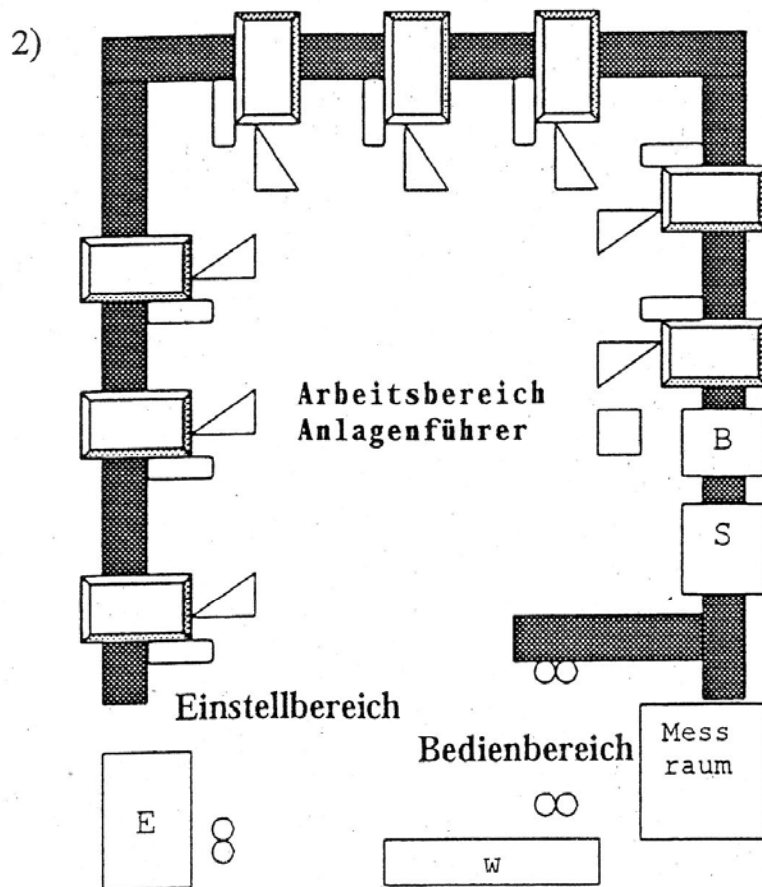 2)
Arbeitsbereich
Anlagenführer
B
S
Einstellbereich
Bedienbereich
Mess
raum
E
W